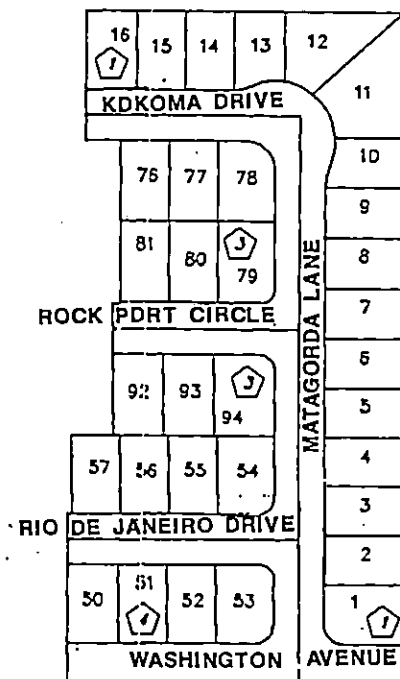 16 15 14 13 12
1
11
KDKOMA DRIVE
10
76 77 78
9
81 80 79
3
8
MATAGORDA LANE
7
ROCK PDRT CIRCLE
6
92 93 94
3
5
57 56 55 54
4
3
RIO DE JANEIRO DRIVE
2
50 51 52 53
4
1
1
WASHINGTON AVENUE